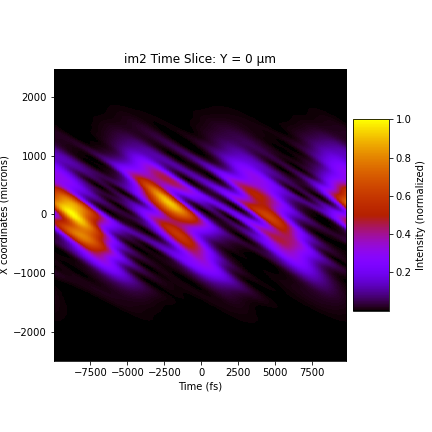 im2 Time Slice: Y = 0 μm
X coordinates (microns)
2000
1000
0
−1000
−2000
−7500 −5000 −2500 0 2500 5000 7500
Time (fs)
1.0
0.8
0.6
0.4
0.2
Intensity (normalized)